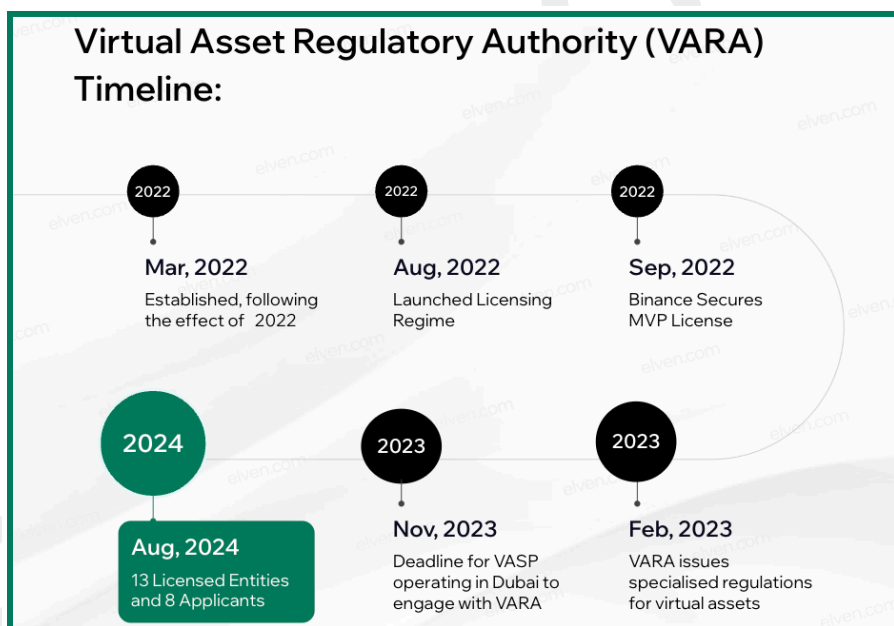 Virtual Asset Regulatory Authority (VARA)
Timeline:
2022
2022
2022
Mar, 2022
Established, following
the effect of 2022
Aug, 2022
Launched Licensing
Regime
Sep, 2022
Binance Secures
MVP License
2024
2023
2023
Aug, 2024
13 Licensed Entities
and 8 Applicants
Nov, 2023
Deadline for VASP
operating in Dubai to
engage with VARA
Feb, 2023
VARA issues
specialised regulations
for virtual assets
elven.com